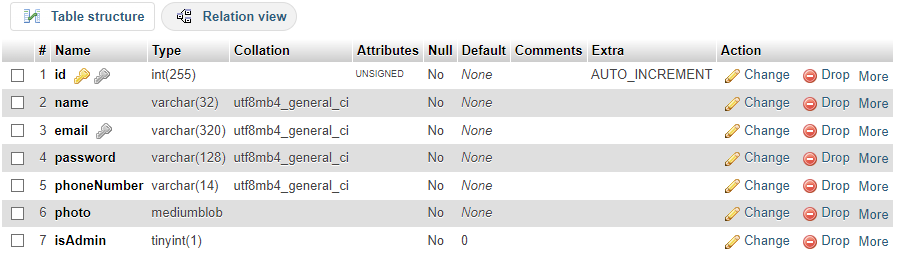 Table structure Relation view
# Name Type Collation Attributes Null Default Comments Extra Action
1 id int(255) UNSIGNED No None AUTO_INCREMENT Change Drop More
2 name varchar(32) utf8mb4_general_ci No None Change Drop More
3 email varchar(320) utf8mb4_general_ci No None Change Drop More
4 password varchar(128) utf8mb4_general_ci No None Change Drop More
5 phoneNumber varchar(14) utf8mb4_general_ci No None Change Drop More
6 photo mediumblob No None Change Drop More
7 isAdmin tinyint(1) No 0 Change Drop More